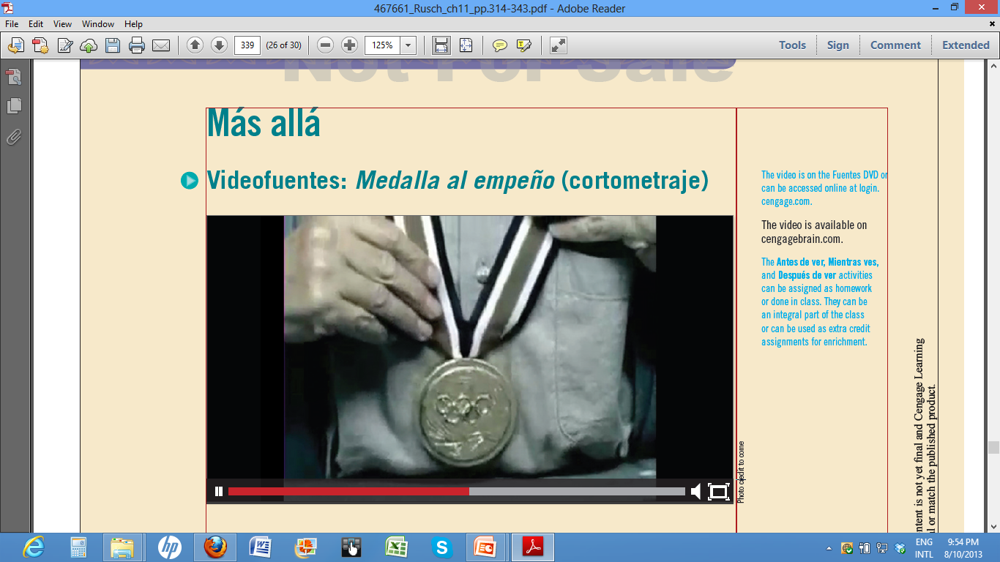 467661_Rusch_ch11_pp.314-343.pdf - Adobe Reader
File Edit View Window Help
339 (26 of 30) 125% Tools Sign Comment Extended
Not For Sale
Más allá
Videofuentes: Medalla al empeño (cortometraje)
The video is on the Fuentes DVD or
can be accessed online at login.
cengage.com.
The video is available on
cengagebrain.com.
The Antes de ver, Mientras ves,
and Después de ver activities
can be assigned as homework
or done in class. They can be
an integral part of the class
or can be used as extra credit
assignments for enrichment.
Photo credit to come
ntent is not yet final and Cengage Learning
l or match the published product.
hp
ENG
INTL
9:54 PM
8/10/2013